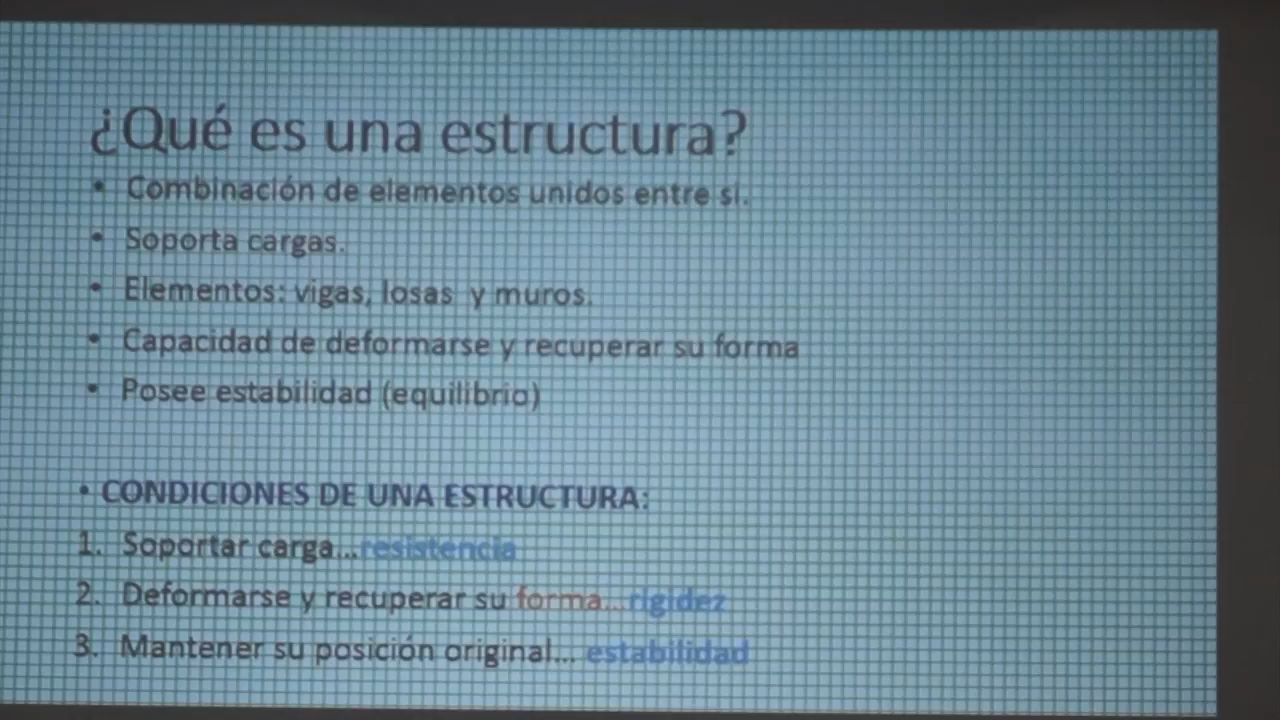 ¿Qué es una estructura?
• Combinación de elementos unidos entre si.
• Soporta cargas.
• Elementos: vigas, losas y muros.
• Capacidad de deformarse y recuperar su forma
• Posee estabilidad (equilibrio)
• CONDICIONES DE UNA ESTRUCTURA:
1. Soportar carga...resistencia
2. Deformarse y recuperar su forma...rigidez
3. Mantener su posición original... estabilidad